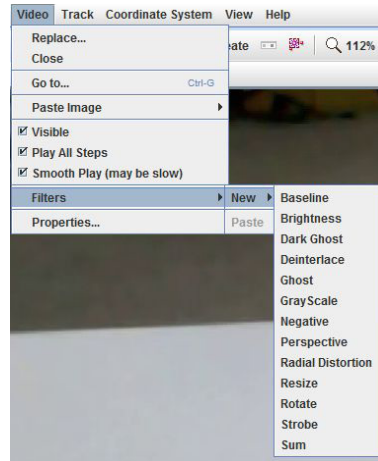 Video Track Coordinate System View Help
Replace...
Close
112%
Go to... Ctrl-G
Paste Image
Visible
Play All Steps
Smooth Play (may be slow)
Filters New Baseline
Properties... Paste Brightness
Dark Ghost
Deinterlace
Ghost
GrayScale
Negative
Perspective
Radial Distortion
Resize
Rotate
Strobe
Sum